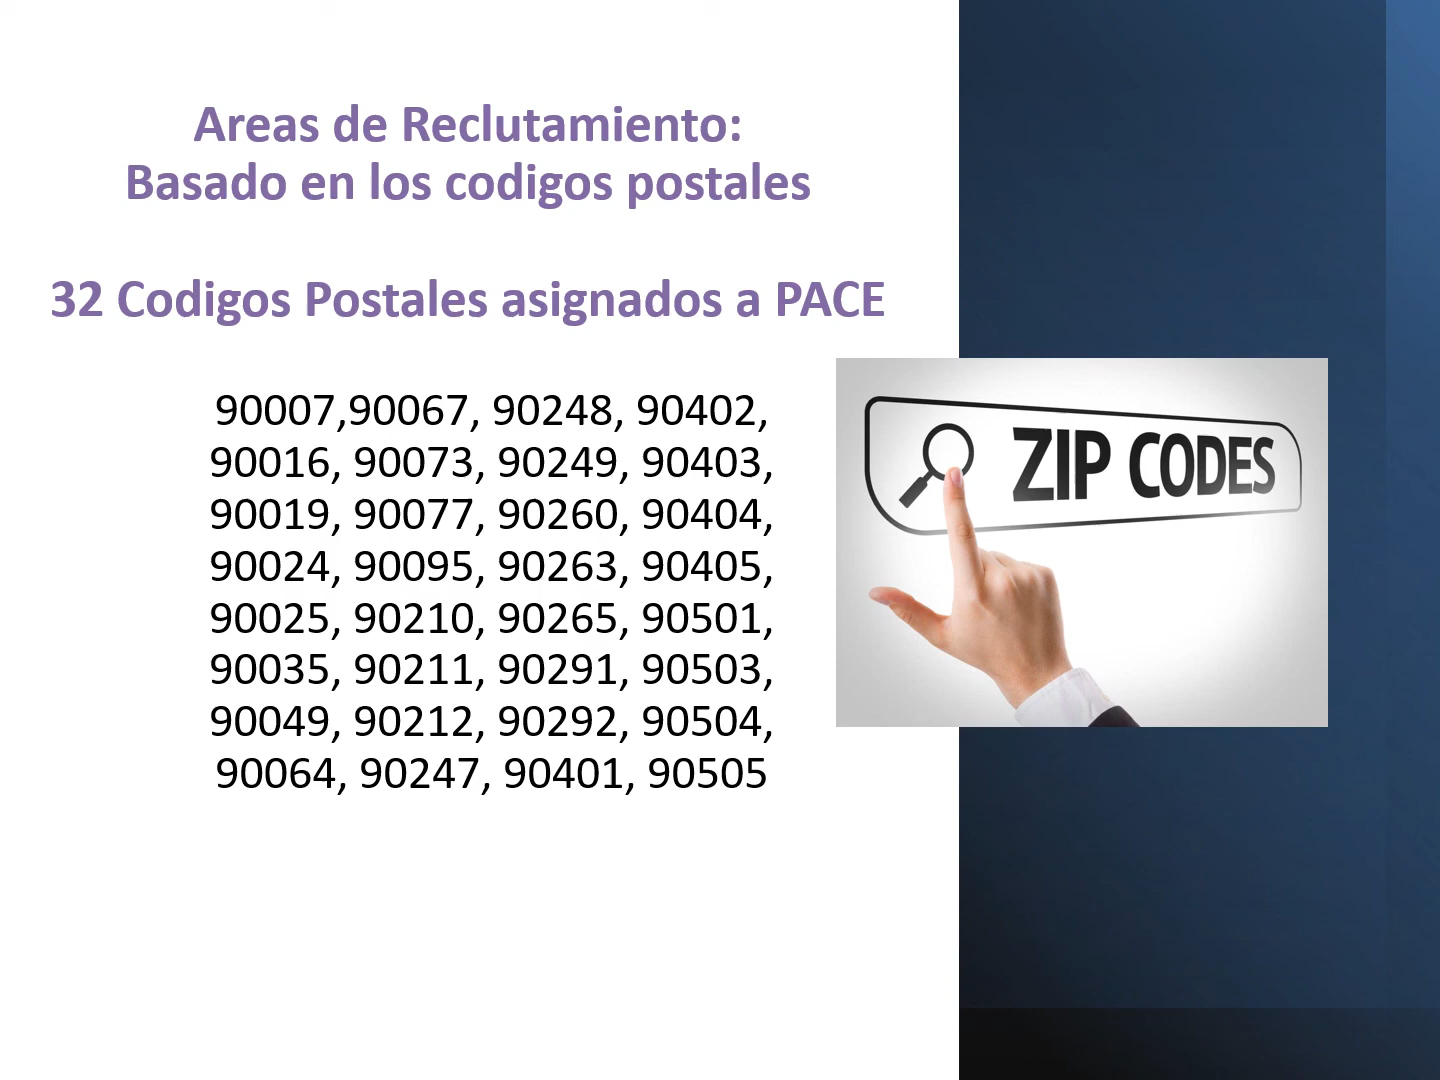 Areas de Reclutamiento:
Basado en los codigos postales
32 Codigos Postales asignados a PACE
90007,90067, 90248, 90402,
90016, 90073, 90249, 90403,
90019, 90077, 90260, 90404,
90024, 90095, 90263, 90405,
90025, 90210, 90265, 90501,
90035, 90211, 90291, 90503,
90049, 90212, 90292, 90504,
90064, 90247, 90401, 90505
ZIP CODES